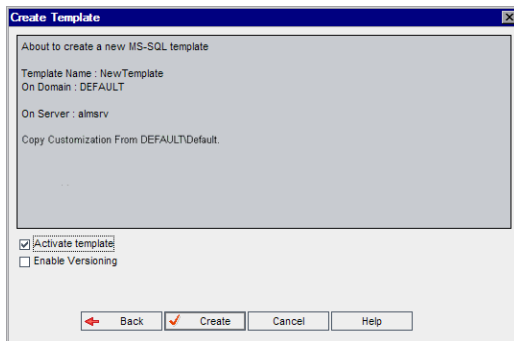 Create Template
About to create a new MS-SQL template
Template Name : NewTemplate
On Domain : DEFAULT
On Server : almsrv
Copy Customization From DEFAULT\Default.
Activate template
Enable Versioning
Back Create Cancel Help